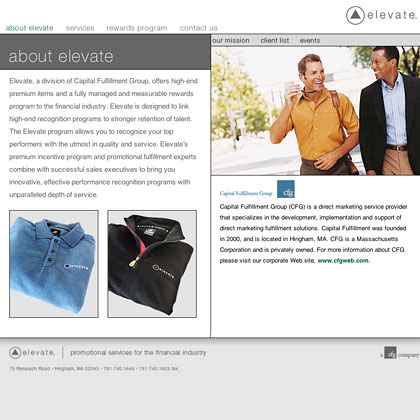 elevate.
about elevate services rewards program contact us
our mission client list events
about elevate
Elevate, a division of Capital Fulfillment Group, offers high-end
premium items and a fully managed and measurable rewards
program to the financial industry. Elevate is designed to link
high-end recognition programs to stronger retention of talent.
The Elevate program allows you to recognize your top
performers with the utmost in quality and service. Elevate's
premium incentive program and promotional fulfillment experts
combine with successful sales executives to bring you
innovative, effective performance recognition programs with
unparalleled depth of service.
elevate
Capital Fulfillment Group cfg
Capital Fulfillment Group (CFG) is a direct marketing service provider
that specializes in the development, implementation and support of
direct marketing fulfillment solutions. Capital Fulfillment was founded
in 2000, and is located in Hingham, MA. CFG is a Massachusetts
Corporation and is privately owned. For more information about CFG
please visit our corporate Web site, www.cfgweb.com.
elevate. promotional services for the financial industry
a cfg company
75 Research Road • Hingham, MA 02043 • 781.740.1649 • 781.740.1653 fax